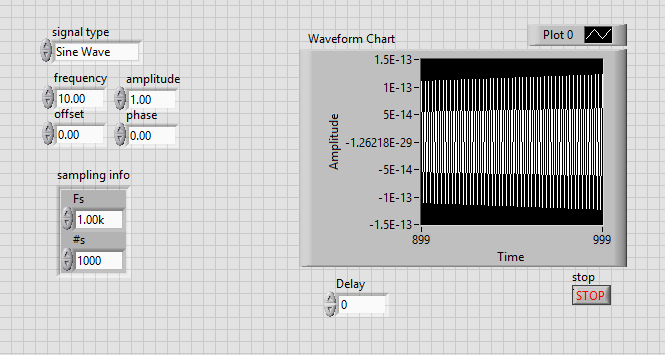 signal type
Sine Wave
frequency
10.00
amplitude
1.00
offset
0.00
phase
0.00
sampling info
Fs
1.00k
#s
1000
Waveform Chart
Plot 0
Amplitude
1.5E-13
1E-13
5E-14
-1.26218E-29
-5E-14
-1E-13
-1.5E-13
899
999
Time
Delay
0
stop
STOP